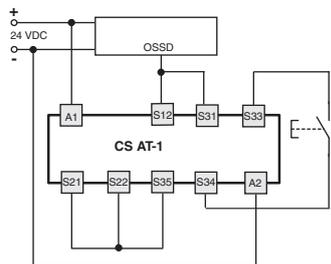 +
24 VDC
-
OSSD
A1
S12
S31
S33
CS AT-1
S21
S22
S35
S34
A2